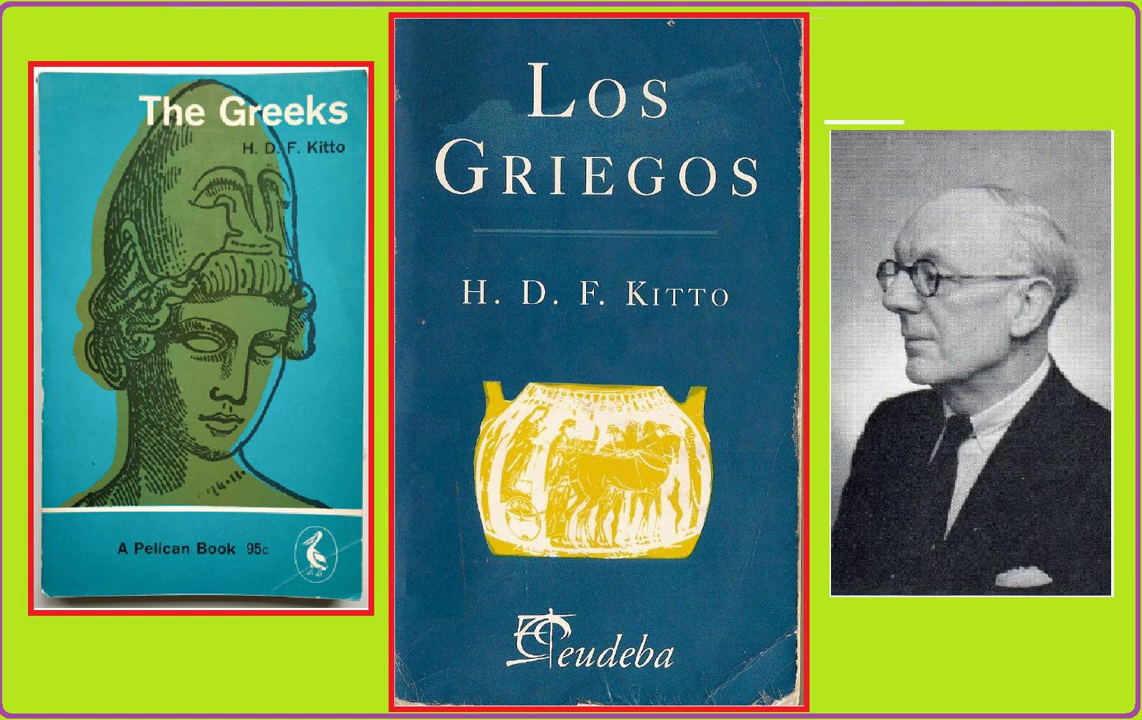 The Greeks
H. D. F. Kitto
A Pelican Book 95c
LOS
GRIEGOS
H. D. F. KITTO
eudeba